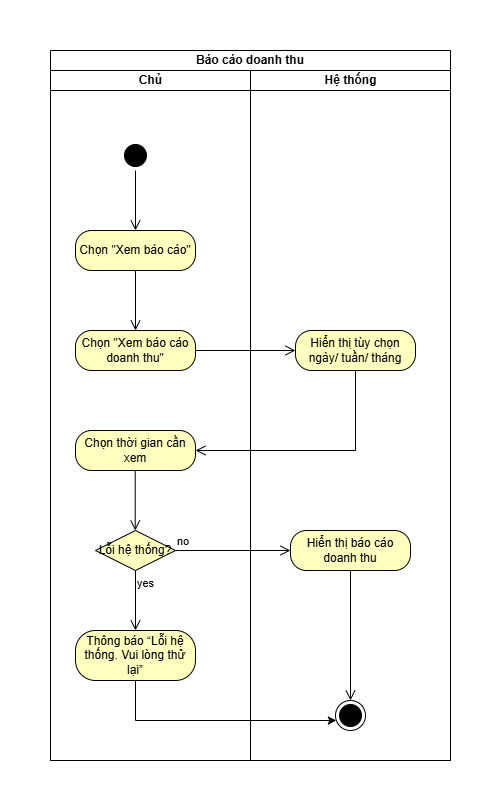 Báo cáo doanh thu
Chủ
Hệ thống
Chọn "Xem báo cáo"
Chọn "Xem báo cáo
doanh thu"
Hiển thị tùy chọn
ngày/ tuần/ tháng
Chọn thời gian cần
xem
Lỗi hệ thống?
no
Hiển thị báo cáo
doanh thu
yes
Thông báo “Lỗi hệ
thống. Vui lòng thử
lại”